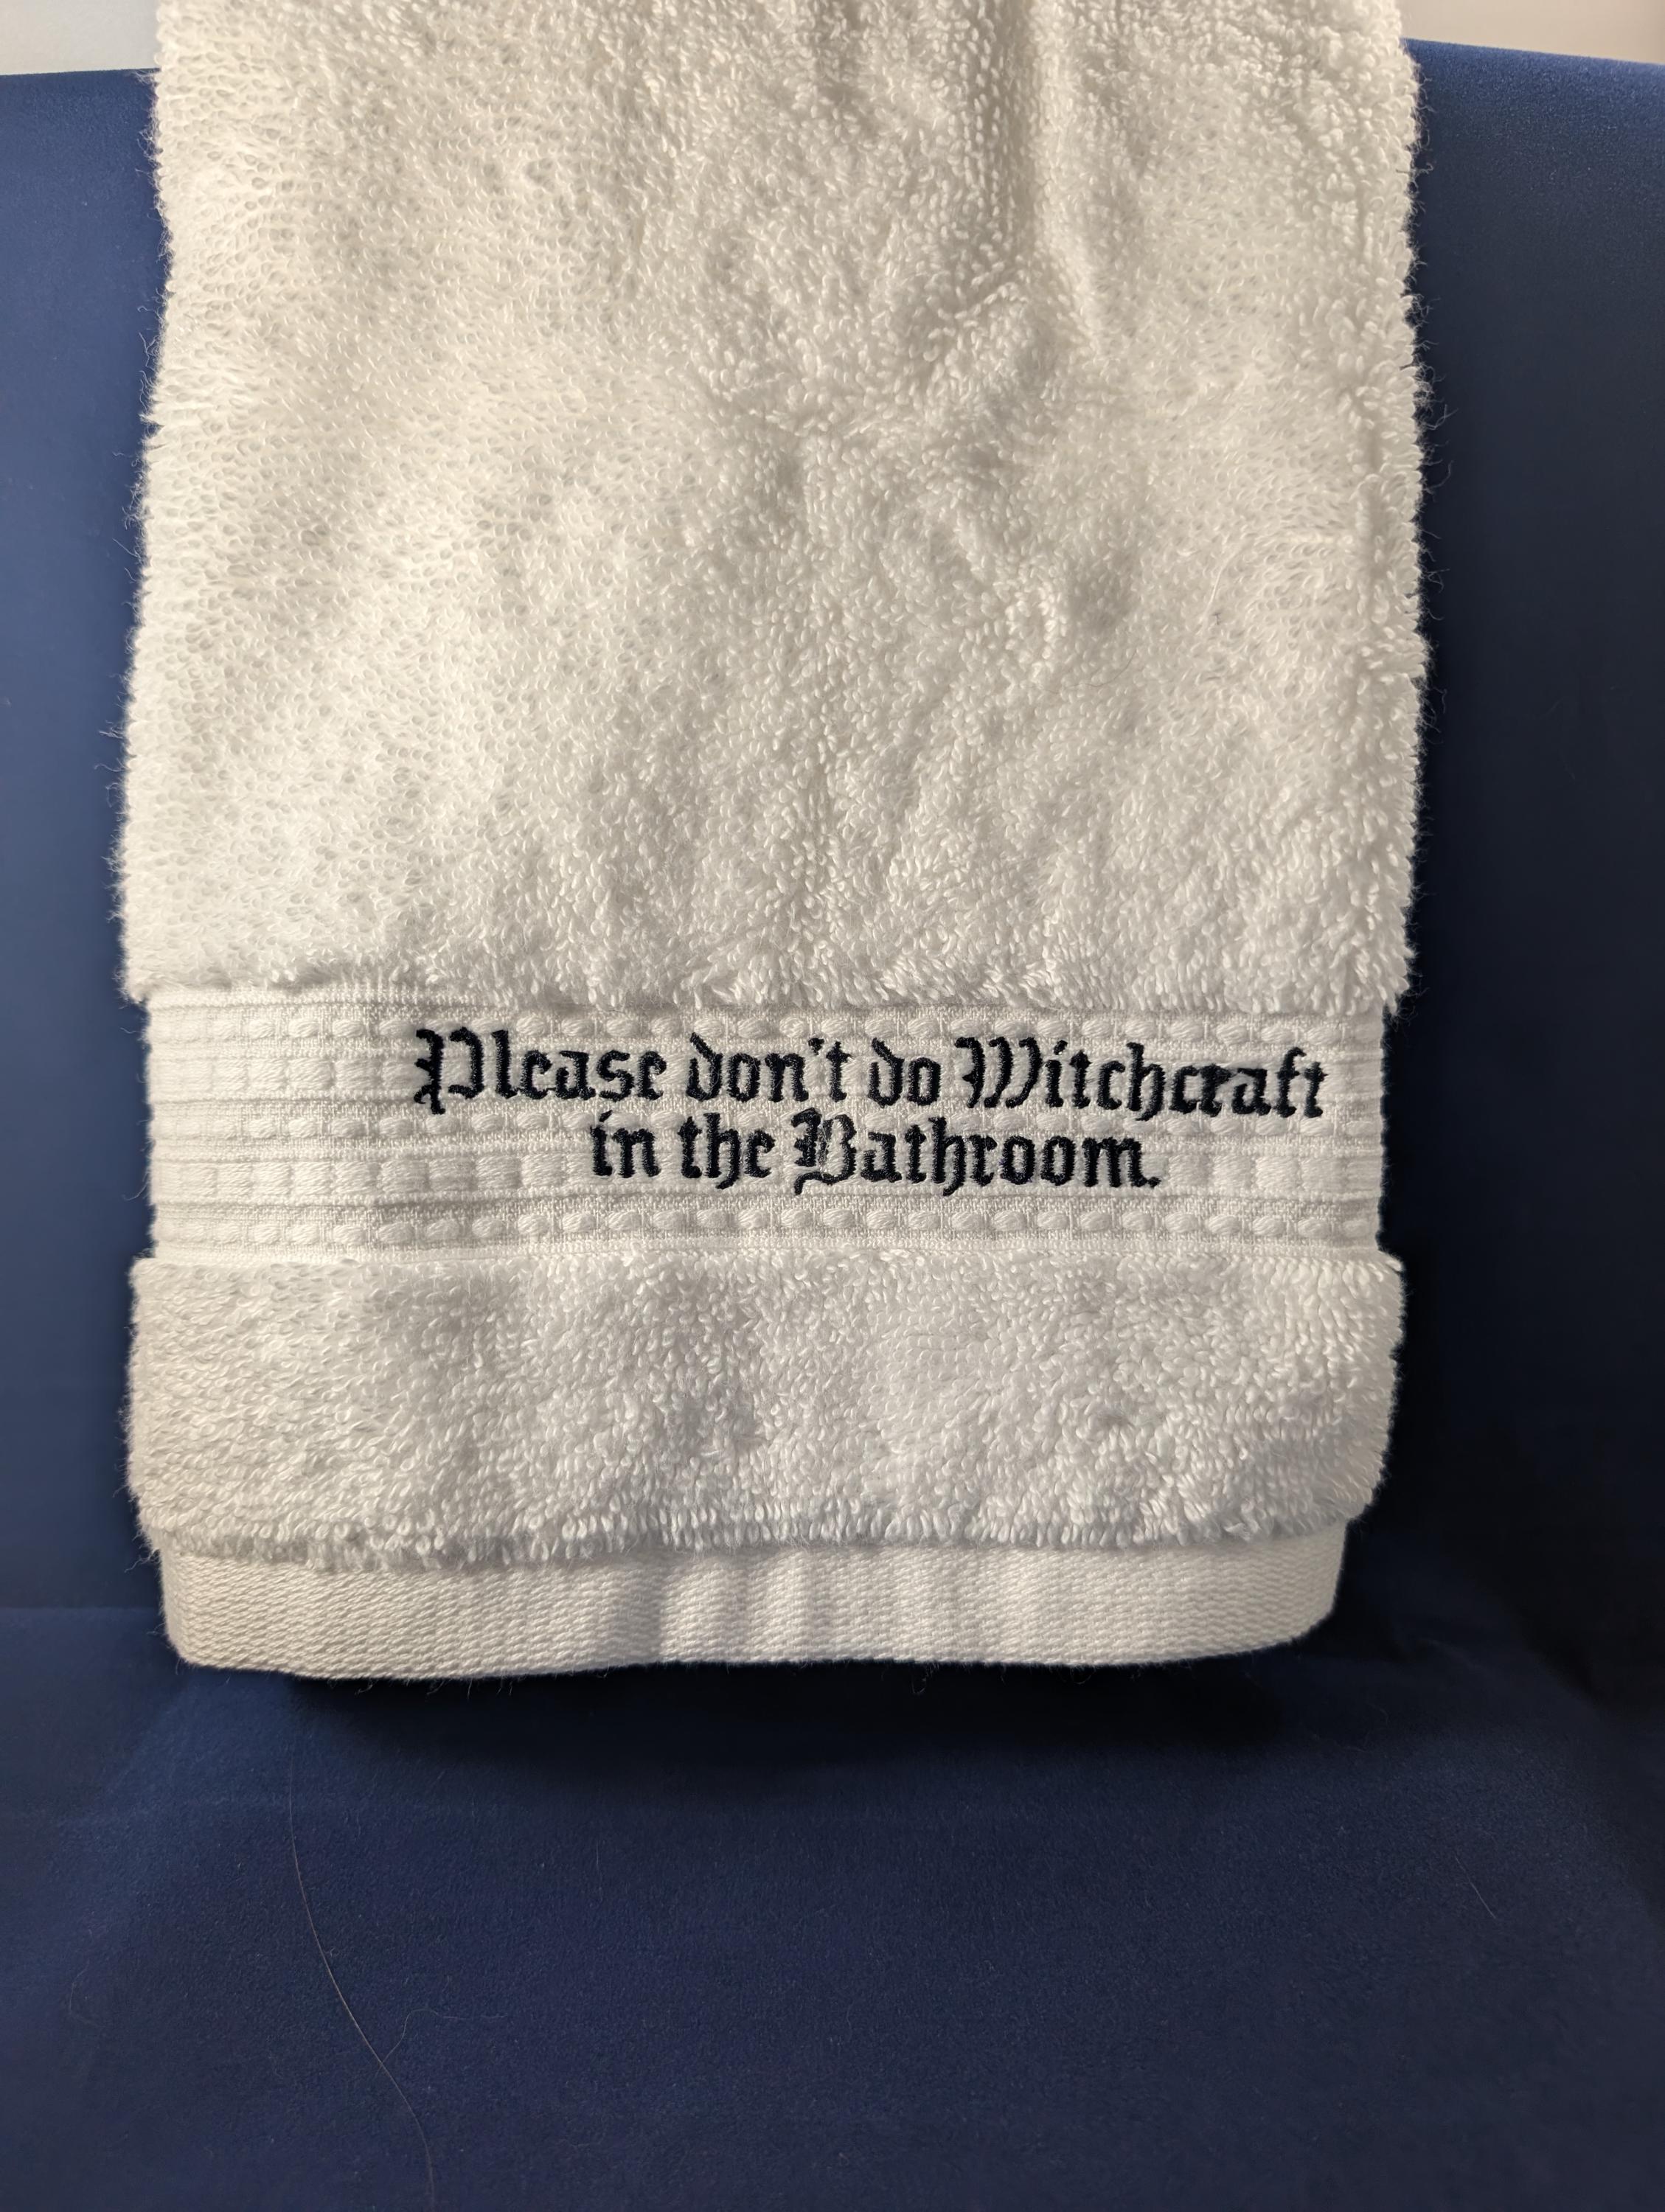 Please don't do Witchcraft
in the Bathroom.